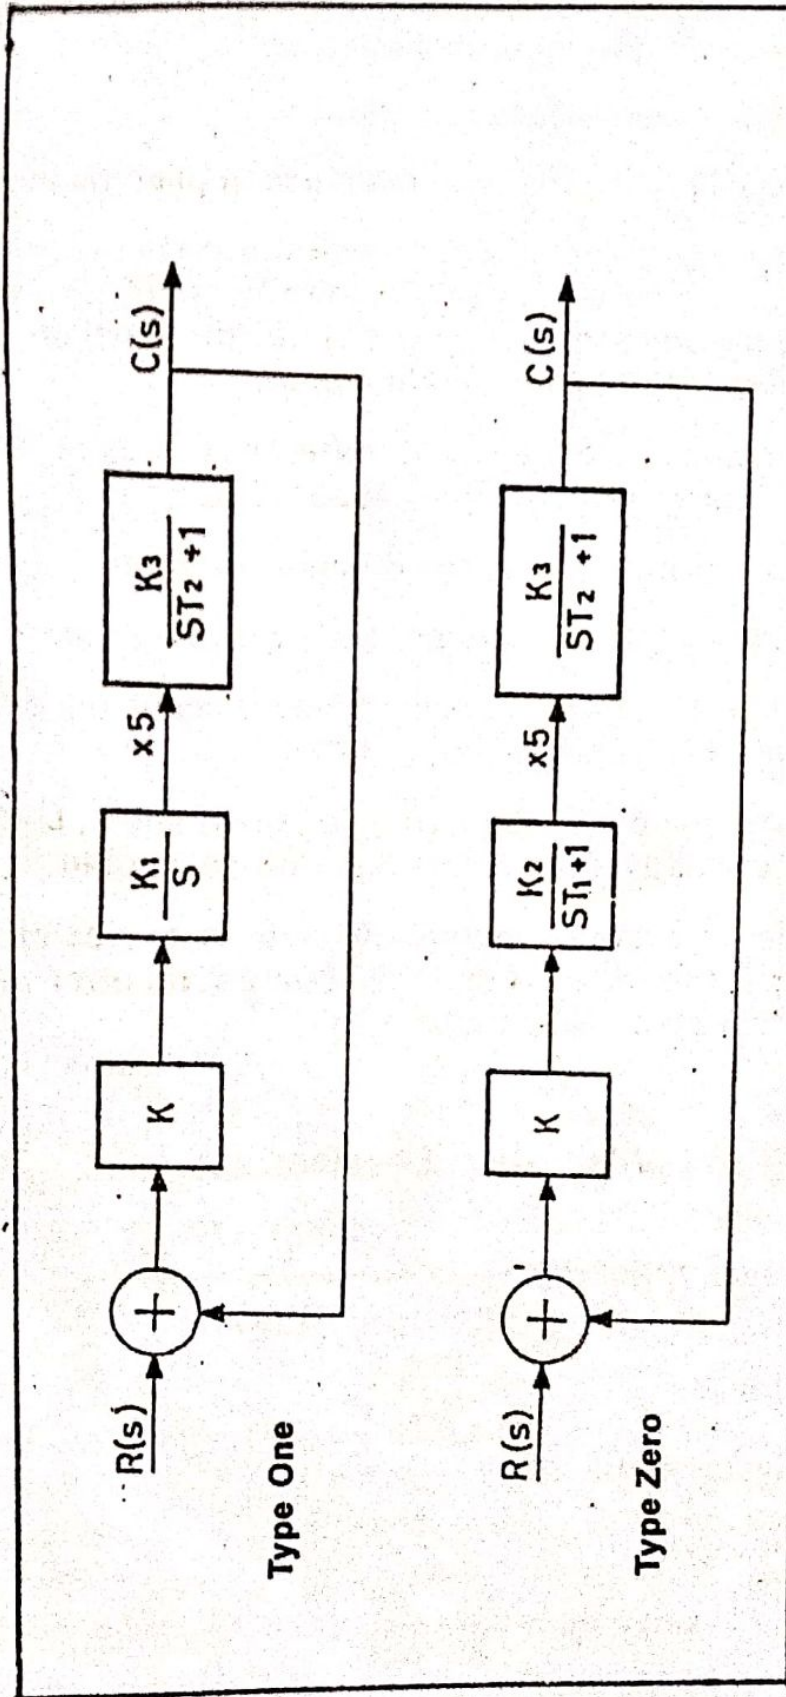 R(s)
K
K1
S
x5
K3
ST2 +1
C(s)
Type One
R(s)
K
K2
ST1+1
x5
K3
ST2 +1
C(s)
Type Zero